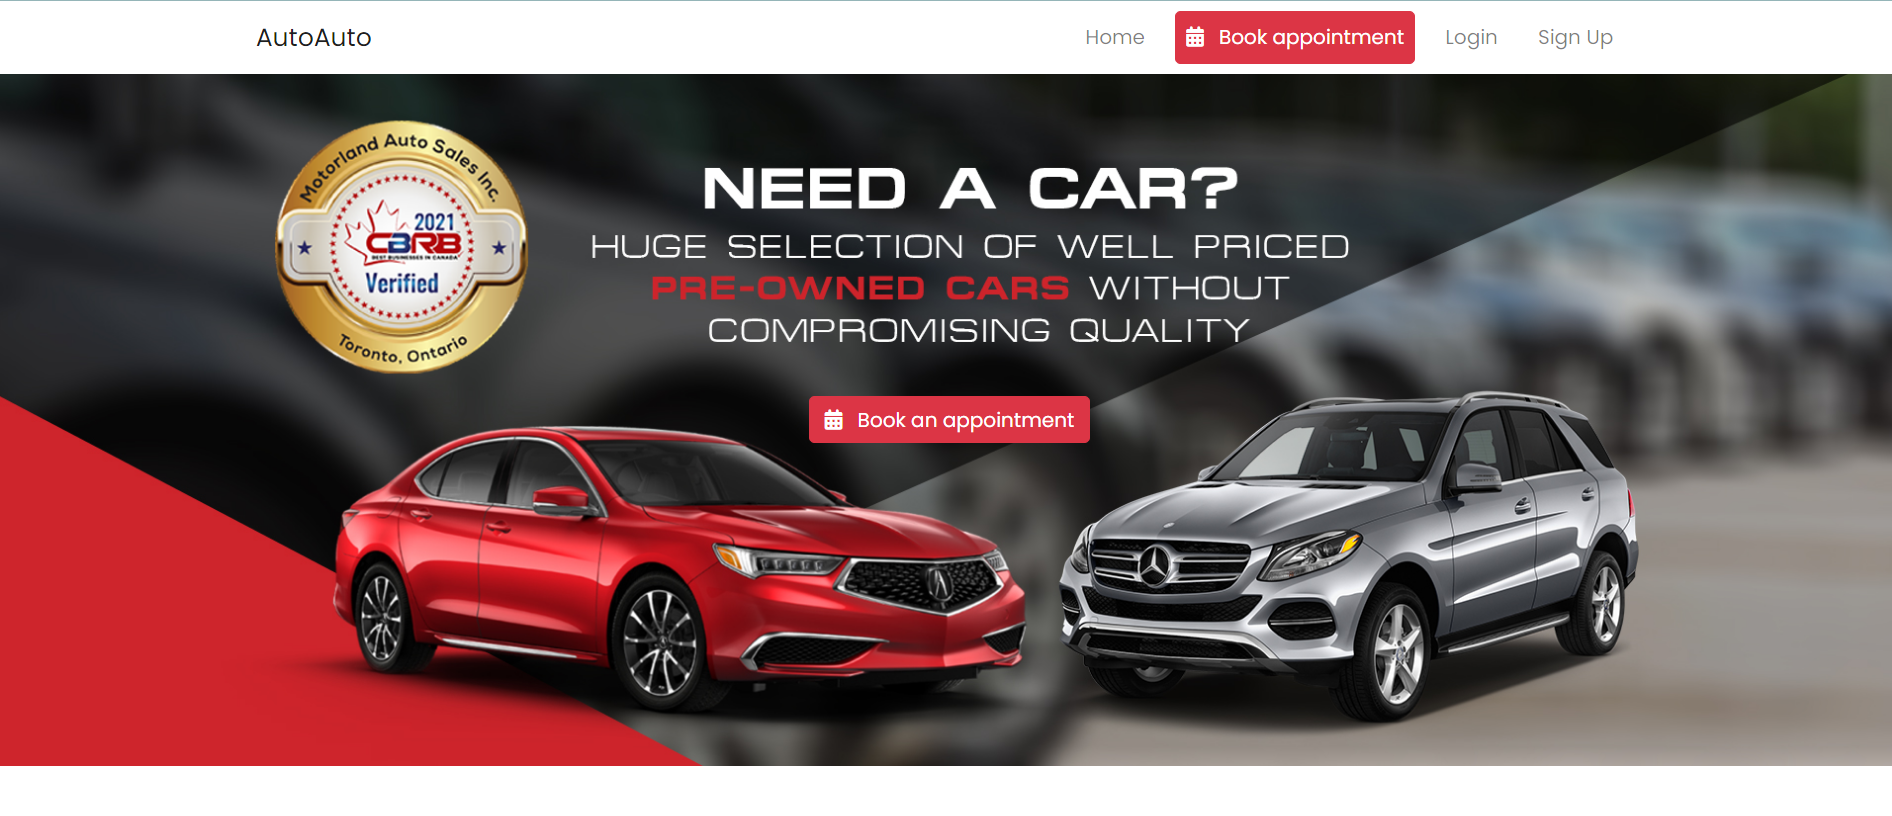 AutoAuto
Home
Book appointment
Login
Sign Up
Motorland Auto Sales Inc.
2021
CBRB
BEST BUSINESSES IN CANADA
Verified
Toronto, Ontario
NEED A CAR?
HUGE SELECTION OF WELL PRICED
PRE-OWNED CARS WITHOUT
COMPROMISING QUALITY
Book an appointment